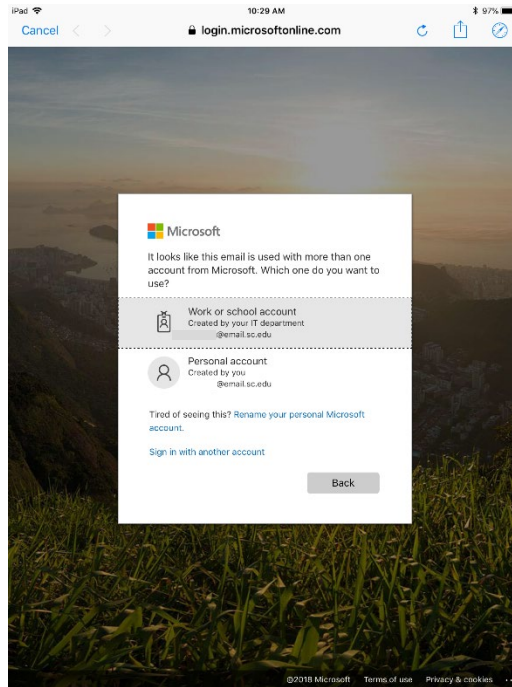 iPad
10:29 AM
97%
Cancel
login.microsoftonline.com
Microsoft
It looks like this email is used with more than one
account from Microsoft. Which one do you want to
use?
Work or school account
Created by your IT department
@email.sc.edu
Personal account
Created by you
@email.sc.edu
Tired of seeing this? Rename your personal Microsoft
account.
Sign in with another account
Back
©2018 Microsoft Terms of use Privacy & cookies ...